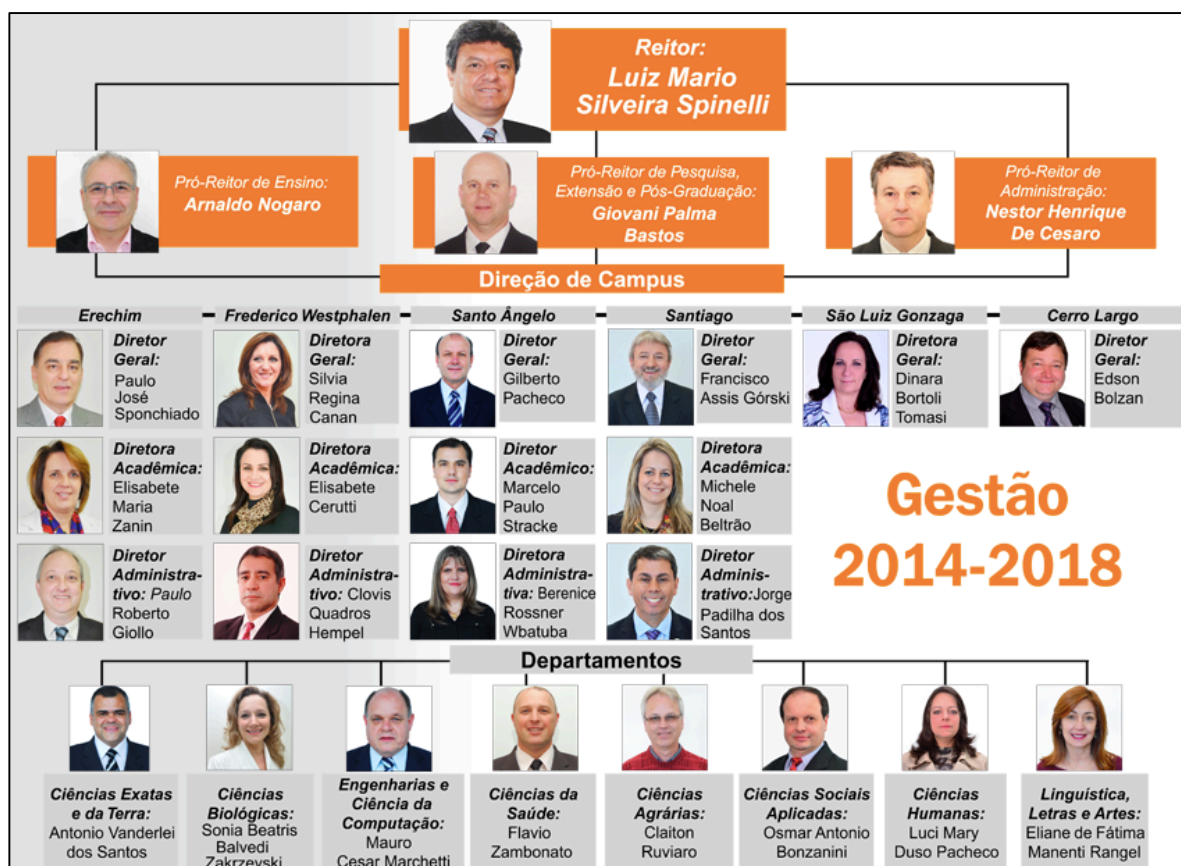 Reitor:
Luiz Mario
Silveira Spinelli
Pró-Reitor de Ensino:
Arnaldo Nogaro
Pró-Reitor de Pesquisa,
Extensão e Pós-Graduação:
Giovani Palma
Bastos
Pró-Reitor de
Administração:
Nestor Henrique
De Cesaro
Direção de Campus
Erechim
Frederico Westphalen
Santo Ângelo
Santiago
São Luiz Gonzaga
Cerro Largo
Diretor
Geral:
Paulo
José
Sponchiado
Diretora
Geral:
Silvia
Regina
Canan
Diretor
Geral:
Gilberto
Pacheco
Diretor
Geral:
Francisco
Assis Górski
Diretora
Geral:
Dinara
Bortoli
Tomasi
Diretor
Geral:
Edson
Bolzan
Diretora
Acadêmica:
Elisabete
Maria
Zanin
Diretora
Acadêmica:
Elisabete
Cerutti
Diretor
Acadêmico:
Marcelo
Paulo
Stracke
Diretora
Acadêmica:
Michele
Noal
Beltrão
Gestão
2014-2018
Diretor
Administra-
tivo: Paulo
Roberto
Giollo
Diretor
Administra-
tivo: Clovis
Quadros
Hempel
Diretora
Administra-
tiva: Berenice
Rossner
Wbatuba
Diretor
Adminis-
trativo:Jorge
Padilha dos
Santos
Departamentos
Ciências Exatas
e da Terra:
Antonio Vanderlei
dos Santos
Ciências
Biológicas:
Sonia Beatris
Balvedi
Zakrzevski
Engenharias e
Ciência da
Computação:
Mauro
Cesar Marchetti
Ciências da
Saúde:
Flavio
Zambonato
Ciências
Agrárias:
Claiton
Ruviaro
Ciências Sociais
Aplicadas:
Osmar Antonio
Bonzanini
Ciências
Humanas:
Luci Mary
Duso Pacheco
Linguística,
Letras e Artes:
Eliane de Fátima
Manenti Rangel